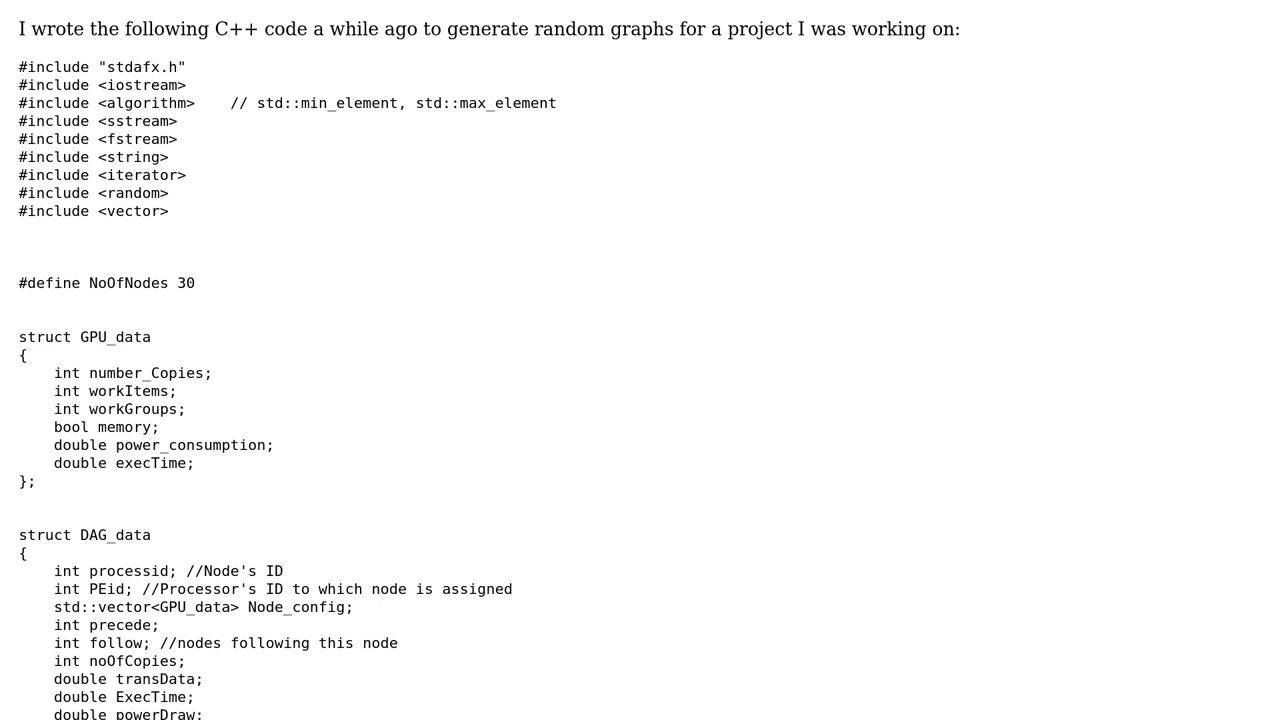 I wrote the following C++ code a while ago to generate random graphs for a project I was working on:
#include "stdafx.h"
#include <iostream>
#include <algorithm>    // std::min_element, std::max_element
#include <sstream>
#include <fstream>
#include <string>
#include <iterator>
#include <random>
#include <vector>
#define NoOfNodes 30
struct GPU_data
{
    int number_Copies;
    int workItems;
    int workGroups;
    bool memory;
    double power_consumption;
    double execTime;
};
struct DAG_data
{
    int processid; //Node's ID
    int PEid; //Processor's ID to which node is assigned
    std::vector<GPU_data> Node_config;
    int precede;
    int follow; //nodes following this node
    int noOfCopies;
    double transData;
    double ExecTime;
    double powerDraw;